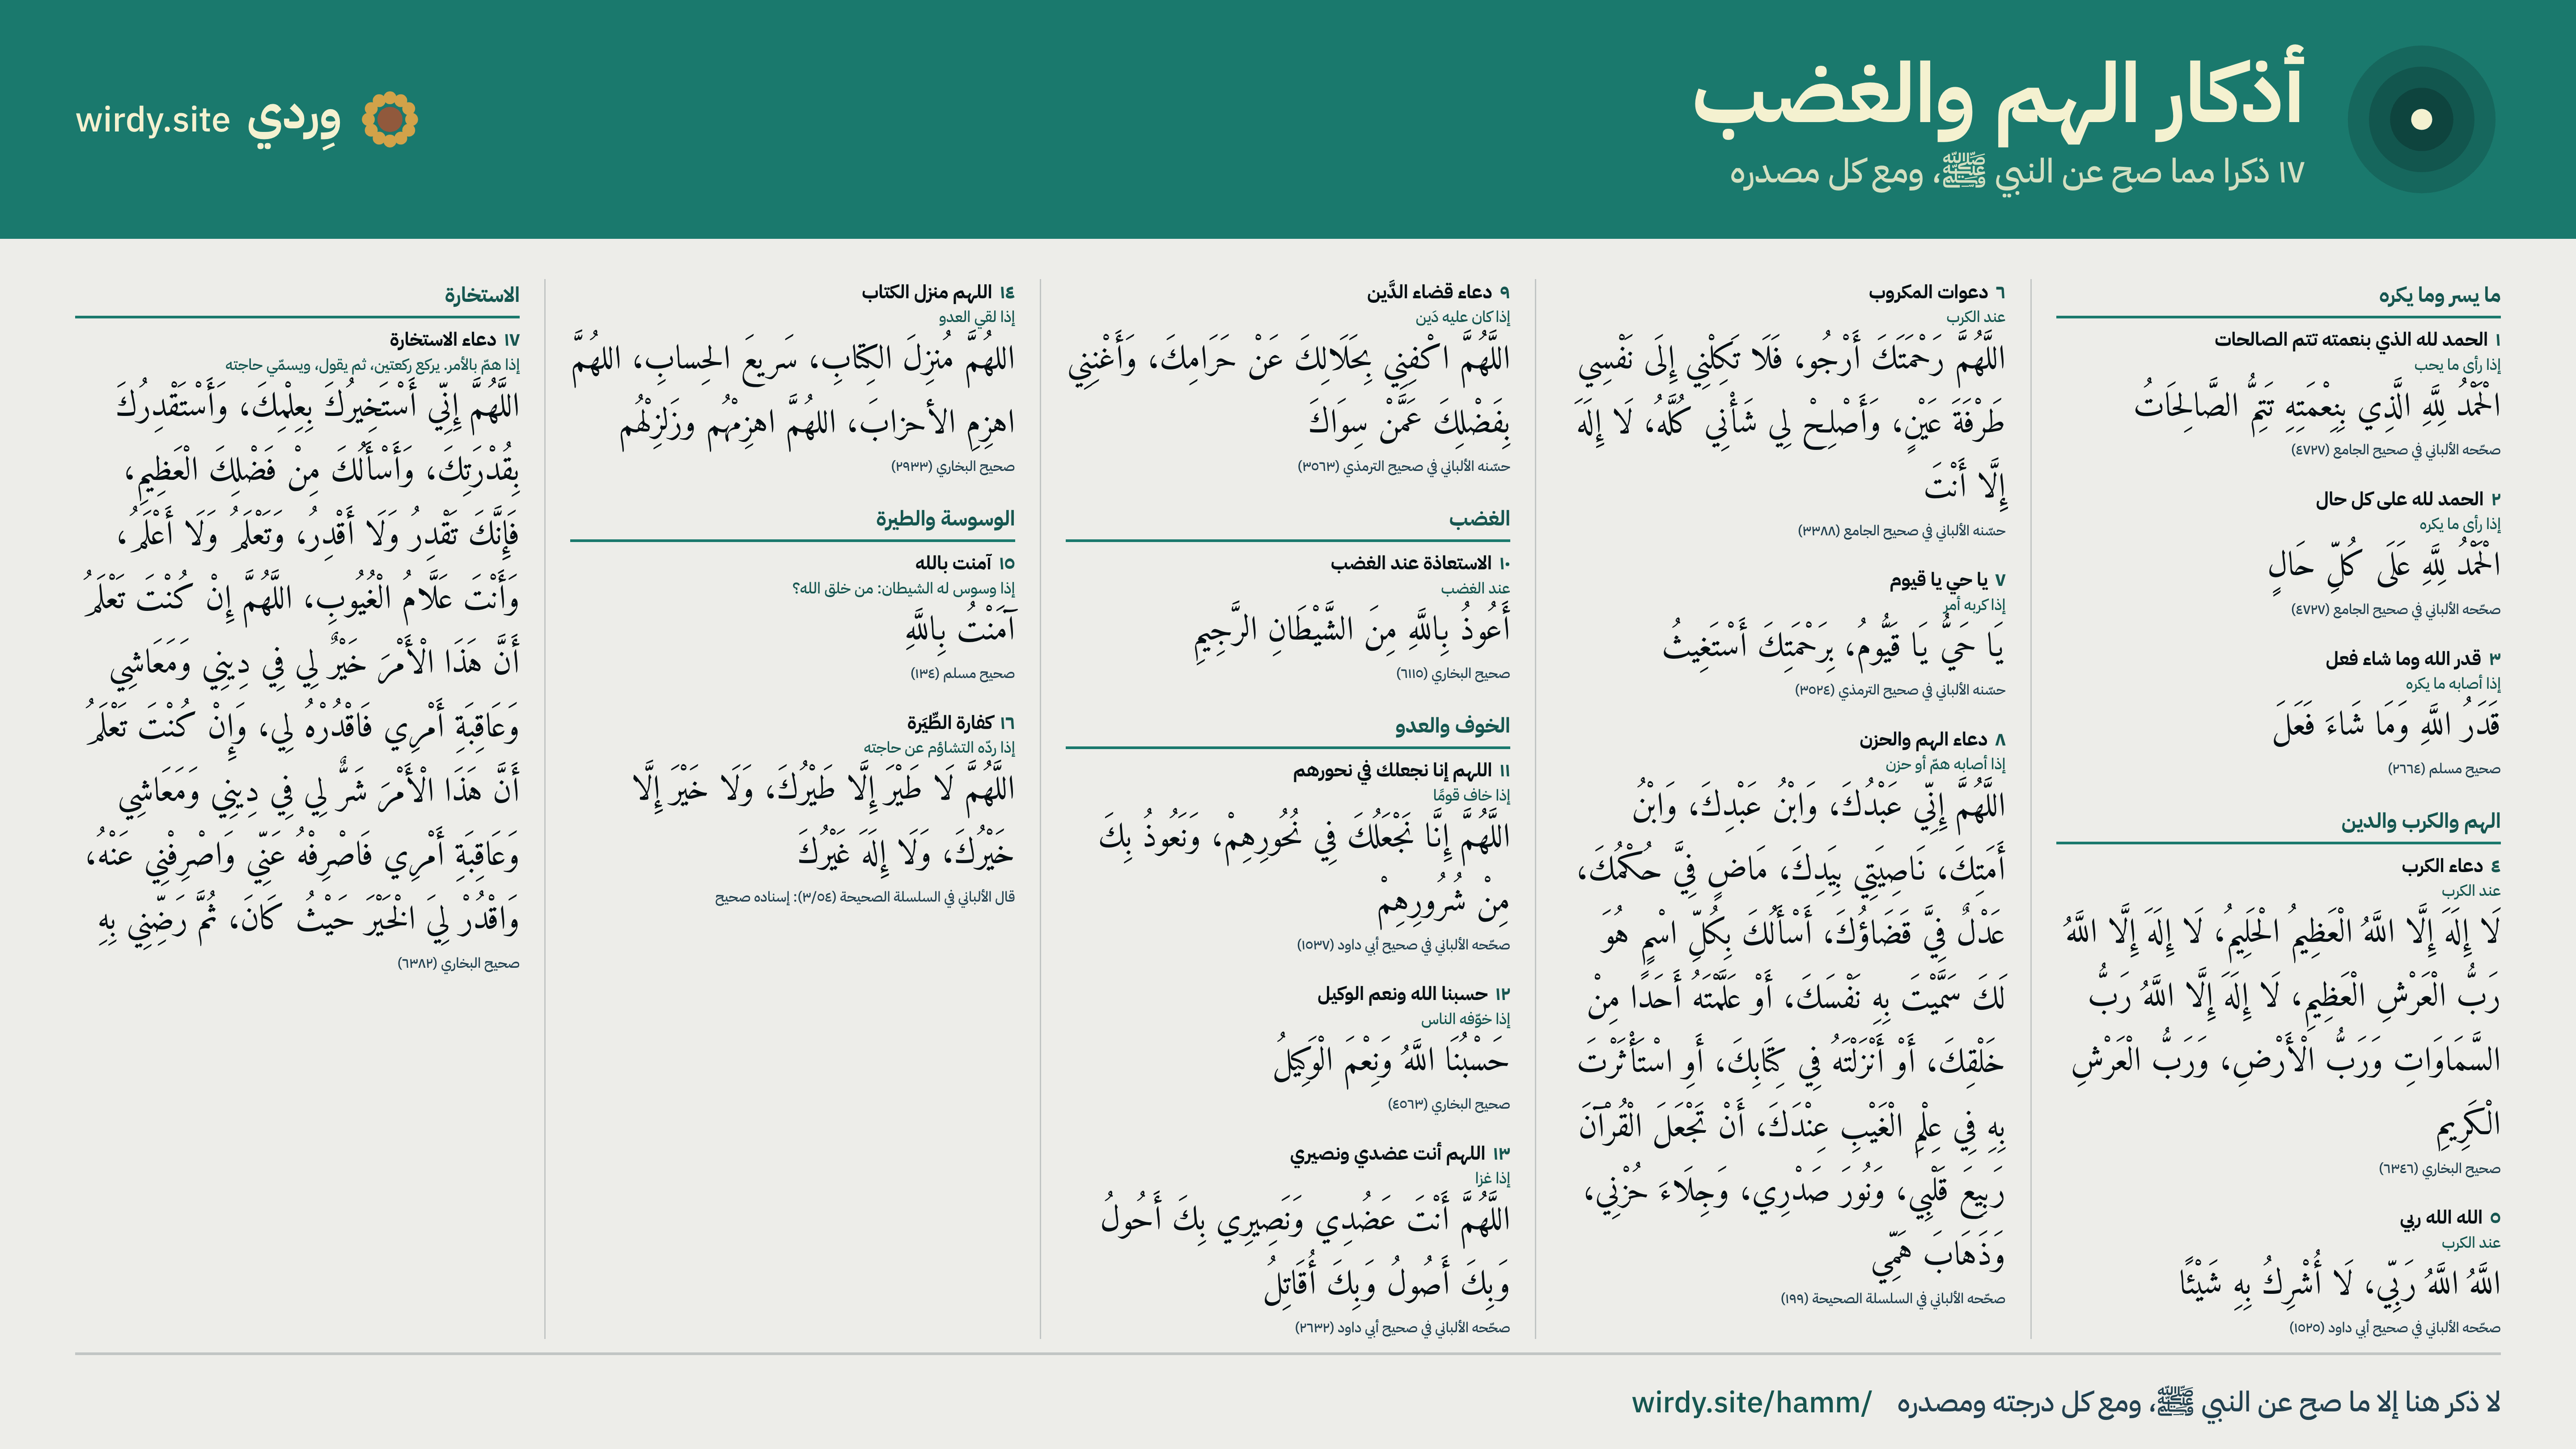 أذكار الهم والغضب
١٧ ذكرا مما صح عن النبي ﷺ، ومع كل مصدره
وِردي wirdy.site
ما يسر وما يكره
١ الحمد لله الذي بنعمته تتم الصالحات
إذا رأى ما يحب
الْحَمْدُ لِلَّهِ الَّذِي بِنِعْمَتِهِ تَتِمُّ الصَّالِحَاتُ
صحّحه الألباني في صحيح الجامع (٤٧٢٧)
٢ الحمد لله على كل حال
إذا رأى ما يكره
الْحَمْدُ لِلَّهِ عَلَى كُلِّ حَالٍ
صحّحه الألباني في صحيح الجامع (٤٧٢٧)
٣ قدر الله وما شاء فعل
إذا أصابه ما يكره
قَدَرُ اللَّهِ وَمَا شَاءَ فَعَلَ
صحيح مسلم (٢٦٦٤)
الهم والكرب والدين
٤ دعاء الكرب
عند الكرب
لَا إِلَهَ إِلَّا اللَّهُ الْعَظِيمُ الْحَلِيمُ، لَا إِلَهَ إِلَّا اللَّهُ
رَبُّ الْعَرْشِ الْعَظِيمِ، لَا إِلَهَ إِلَّا اللَّهُ رَبُّ
السَّمَاوَاتِ وَرَبُّ الْأَرْضِ، وَرَبُّ الْعَرْشِ
الْكَرِيمِ
صحيح البخاري (٦٣٤٦)
٥ الله الله ربي
عند الكرب
اللَّهُ اللَّهُ رَبِّي، لَا أُشْرِكُ بِهِ شَيْئًا
صحّحه الألباني في صحيح أبي داود (١٥٢٥)
٦ دعوات المكروب
عند الكرب
اللَّهُمَّ رَحْمَتَكَ أَرْجُو، فَلَا تَكِلْنِي إِلَى نَفْسِي
طَرْفَةَ عَيْنٍ، وَأَصْلِحْ لِي شَأْنِي كُلَّهُ، لَا إِلَهَ
إِلَّا أَنْتَ
حسّنه الألباني في صحيح الجامع (٣٣٨٨)
٧ يا حي يا قيوم
إذا كربه أمر
يَا حَيُّ يَا قَيُّومُ، بِرَحْمَتِكَ أَسْتَغِيثُ
حسّنه الألباني في صحيح الترمذي (٣٥٢٤)
٨ دعاء الهم والحزن
إذا أصابه همّ أو حزن
اللَّهُمَّ إِنِّي عَبْدُكَ، وَابْنُ عَبْدِكَ، وَابْنُ
أَمَتِكَ، نَاصِيَتِي بِيَدِكَ، مَاضٍ فِيَّ حُكْمُكَ،
عَدْلٌ فِيَّ قَضَاؤُكَ، أَسْأَلُكَ بِكُلِّ اسْمٍ هُوَ
لَكَ سَمَّيْتَ بِهِ نَفْسَكَ، أَوْ عَلَّمْتَهُ أَحَدًا مِنْ
خَلْقِكَ، أَوْ أَنْزَلْتَهُ فِي كِتَابِكَ، أَوِ اسْتَأْثَرْتَ
بِهِ فِي عِلْمِ الْغَيْبِ عِنْدَكَ، أَنْ تَجْعَلَ الْقُرْآنَ
رَبِيعَ قَلْبِي، وَنُورَ صَدْرِي، وَجِلَاءَ حُزْنِي،
وَذَهَابَ هَمِّي
صحّحه الألباني في السلسلة الصحيحة (١٩٩)
٩ دعاء قضاء الدَّين
إذا كان عليه دَين
اللَّهُمَّ اكْفِنِي بِحَلَالِكَ عَنْ حَرَامِكَ، وَأَغْنِنِي
بِفَضْلِكَ عَمَّنْ سِوَاكَ
حسّنه الألباني في صحيح الترمذي (٣٥٦٣)
الغضب
١٠ الاستعاذة عند الغضب
عند الغضب
أَعُوذُ بِاللَّهِ مِنَ الشَّيْطَانِ الرَّجِيمِ
صحيح البخاري (٦١١٥)
الخوف والعدو
١١ اللهم إنا نجعلك في نحورهم
إذا خاف قومًا
اللَّهُمَّ إِنَّا نَجْعَلُكَ فِي نُحُورِهِمْ، وَنَعُوذُ بِكَ
مِنْ شُرُورِهِمْ
صحّحه الألباني في صحيح أبي داود (١٥٣٧)
١٢ حسبنا الله ونعم الوكيل
إذا خوّفه الناس
حَسْبُنَا اللَّهُ وَنِعْمَ الْوَكِيلُ
صحيح البخاري (٤٥٦٣)
١٣ اللهم أنت عضدي ونصيري
إذا غزا
اللَّهُمَّ أَنْتَ عَضُدِي وَنَصِيرِي بِكَ أَحُولُ
وَبِكَ أَصُولُ وَبِكَ أُقَاتِلُ
صحّحه الألباني في صحيح أبي داود (٢٦٣٢)
١٤ اللهم منزل الكتاب
إذا لقي العدو
اللهُمَّ مُنزِلَ الكِتابِ، سَريعَ الحِسابِ، اللهُمَّ
اهزِمِ الأحزابَ، اللهُمَّ اهزِمْهُم وزَلزِلْهُم
صحيح البخاري (٢٩٣٣)
الوسوسة والطيرة
١٥ آمنت بالله
إذا وسوس له الشيطان: من خلق الله؟
آمَنْتُ بِاللَّهِ
صحيح مسلم (١٣٤)
١٦ كفارة الطِّيَرة
إذا ردّه التشاؤم عن حاجته
اللَّهُمَّ لَا طَيْرَ إِلَّا طَيْرُكَ، وَلَا خَيْرَ إِلَّا
خَيْرُكَ، وَلَا إِلَهَ غَيْرُكَ
قال الألباني في السلسلة الصحيحة (٣/٥٤): إسناده صحيح
الاستخارة
١٧ دعاء الاستخارة
إذا همّ بالأمر. يركع ركعتين، ثم يقول، ويسمّي حاجته
اللَّهُمَّ إِنِّي أَسْتَخِيرُكَ بِعِلْمِكَ، وَأَسْتَقْدِرُكَ
بِقُدْرَتِكَ، وَأَسْأَلُكَ مِنْ فَضْلِكَ الْعَظِيمِ،
فَإِنَّكَ تَقْدِرُ وَلَا أَقْدِرُ، وَتَعْلَمُ وَلَا أَعْلَمُ،
وَأَنْتَ عَلَّامُ الْغُيُوبِ، اللَّهُمَّ إِنْ كُنْتَ تَعْلَمُ
أَنَّ هَذَا الْأَمْرَ خَيْرٌ لِي فِي دِينِي وَمَعَاشِي
وَعَاقِبَةِ أَمْرِي فَاقْدُرْهُ لِي، وَإِنْ كُنْتَ تَعْلَمُ
أَنَّ هَذَا الْأَمْرَ شَرٌّ لِي فِي دِينِي وَمَعَاشِي
وَعَاقِبَةِ أَمْرِي فَاصْرِفْهُ عَنِّي وَاصْرِفْنِي عَنْهُ،
وَاقْدُرْ لِيَ الْخَيْرَ حَيْثُ كَانَ، ثُمَّ رَضِّنِي بِهِ
صحيح البخاري (٦٣٨٢)
لا ذكر هنا إلا ما صح عن النبي ﷺ، ومع كل درجته ومصدره wirdy.site/hamm/